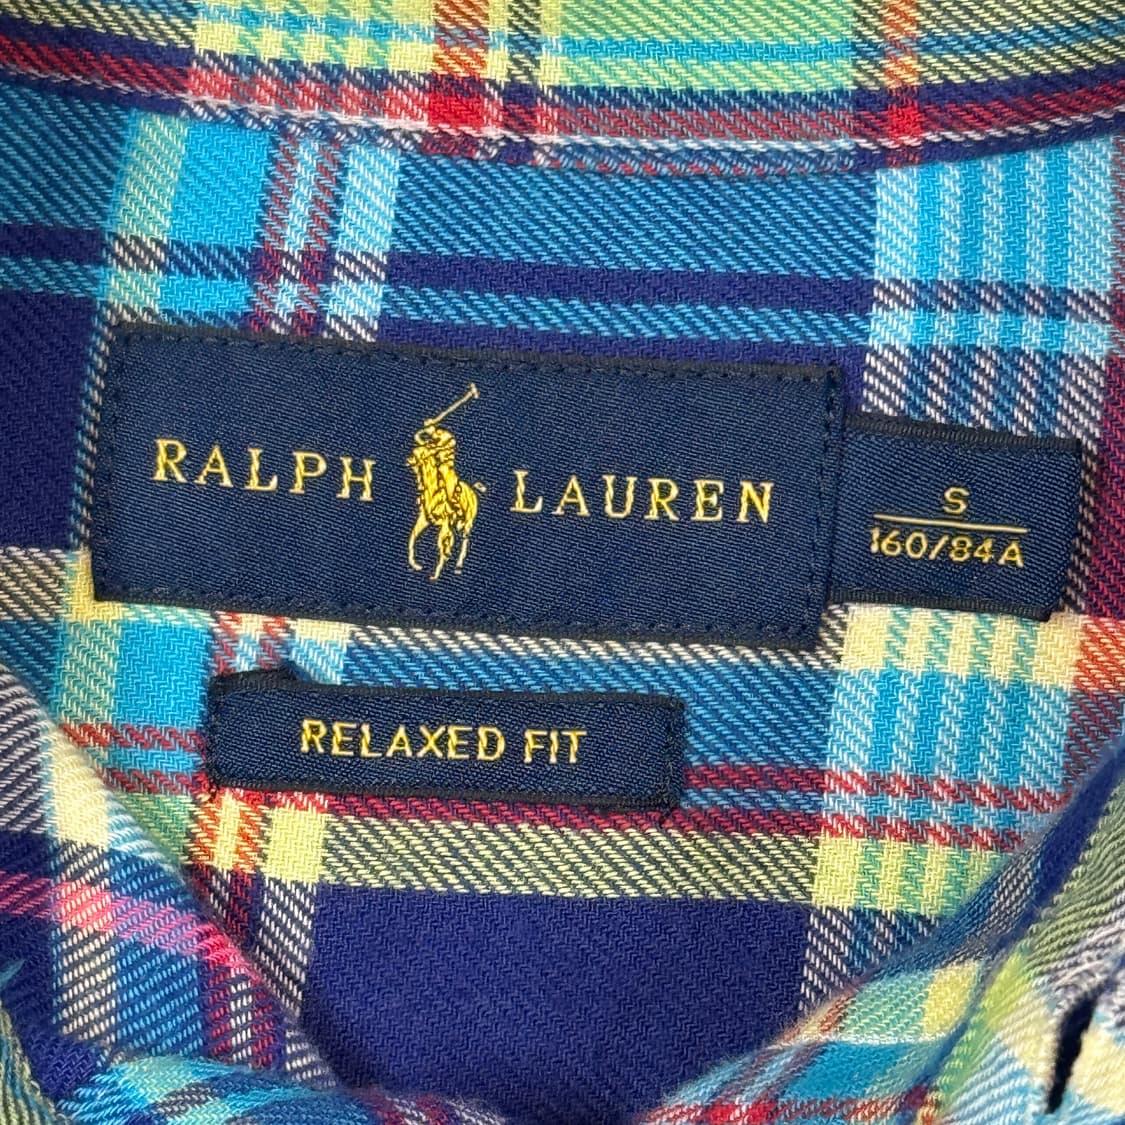 RALPH LAUREN
S
160/84A
RELAXED FIT